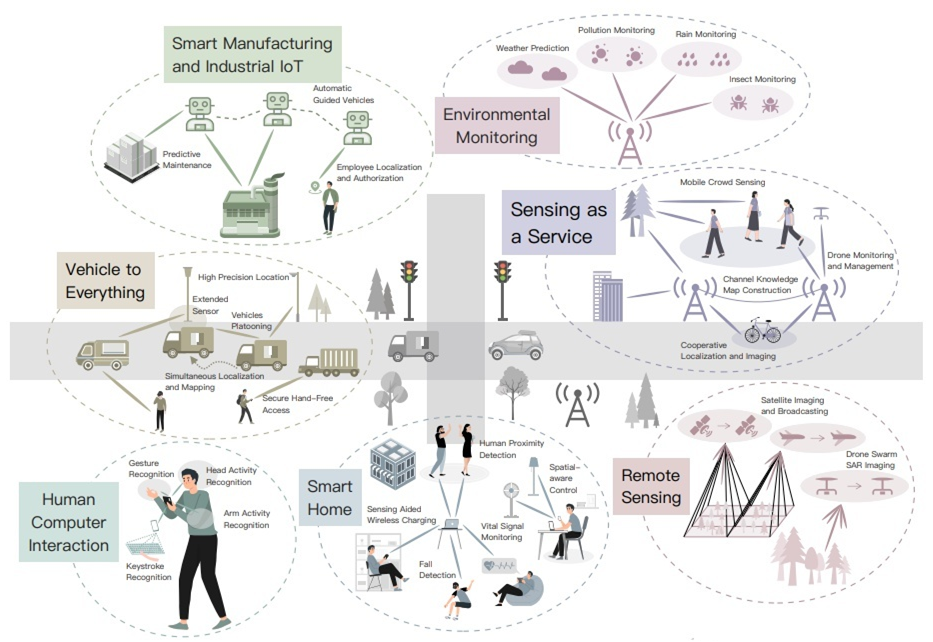 Smart Manufacturing
and Industrial IoT
Automatic
Guided Vehicles
Predictive
Maintenance
Employee Localization
and Authorization
Environmental
Monitoring
Weather Prediction
Pollution Monitoring
Rain Monitoring
Insect Monitoring
Sensing as
a Service
Mobile Crowd Sensing
Drone Monitoring
and Management
Channel Knowledge
Map Construction
Cooperative
Localization and Imaging
Vehicle to
Everything
High Precision Location
Extended
Sensor
Vehicles
Platooning
Simultaneous Localization
and Mapping
Secure Hand-Free
Access
Human
Computer
Interaction
Gesture
Recognition
Head Activity
Recognition
Arm Activity
Recognition
Keystroke
Recognition
Smart
Home
Human Proximity
Detection
Spatial-
aware
Control
Sensing Aided
Wireless Charging
Vital Signal
Monitoring
Fall
Detection
Remote
Sensing
Satellite Imaging
and Broadcasting
Drone Swarm
SAR Imaging